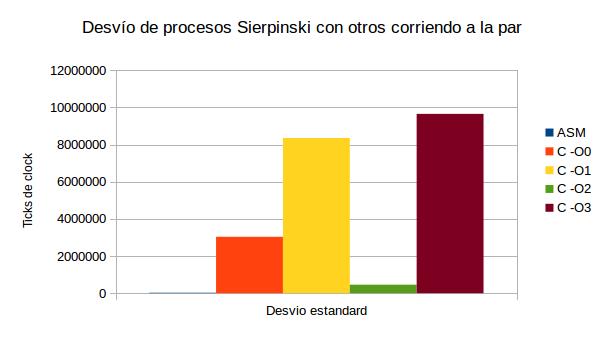 Desvío de procesos Sierpinski con otros corriendo a la par
12000000
10000000
8000000
6000000
4000000
2000000
0
Ticks de clock
Desvio estandard
ASM
C -O0
C -O1
C -O2
C -O3